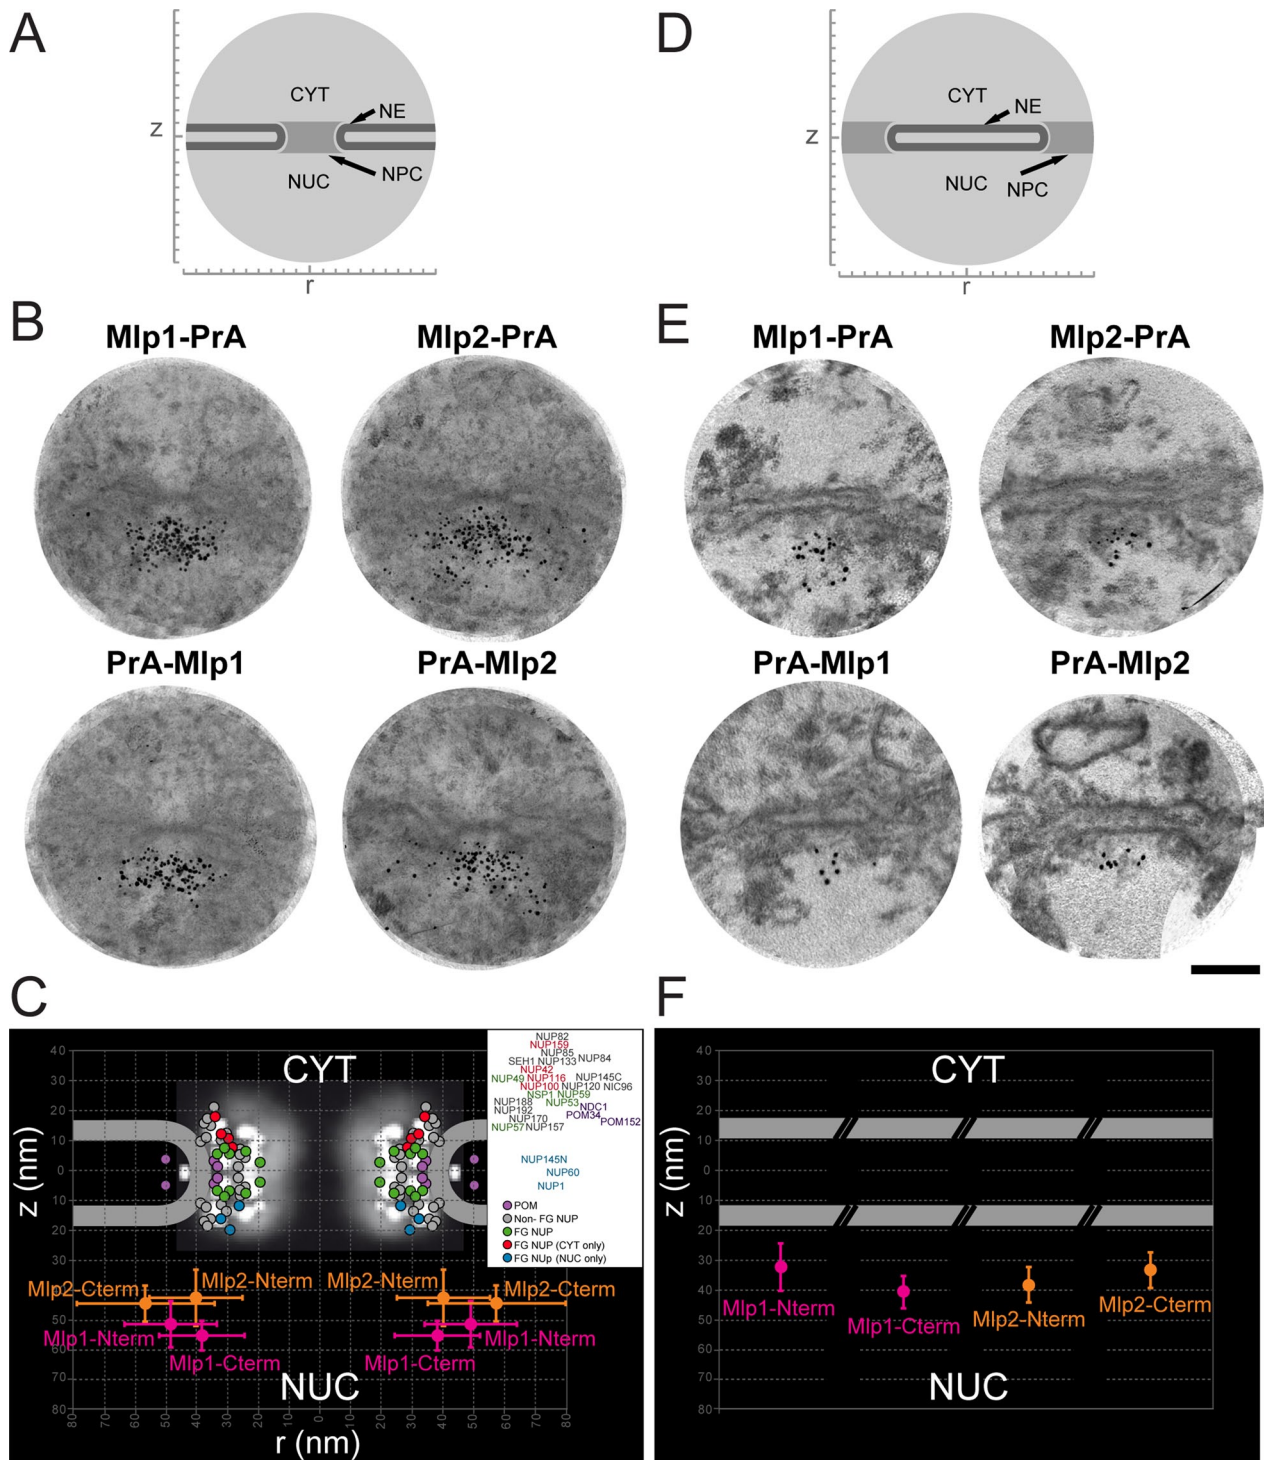 A
z
CYT
NE
NUC
NPC
r
D
z
CYT
NE
NUC
NPC
r
B
Mlp1-PrA
Mlp2-PrA
PrA-Mlp1
PrA-Mlp2
E
Mlp1-PrA
Mlp2-PrA
PrA-Mlp1
PrA-Mlp2
C
CYT
40
30
20
10
0
10
20
30
40
50
60
70
80
z (nm)
NUP82
NUP159
NUP85
SEH1 NUP133 NUP84
NUP42
NUP49 NUP116 NUP145C
NUP100 NUP120 NIC96
NSP1 NUP59
NUP188 NUP53 NDC1
NUP192 POM34
NUP170 POM152
NUP57 NUP157
NUP145N
NUP60
NUP1
POM
Non- FG NUP
FG NUP
FG NUP (CYT only)
FG NUp (NUC only)
Mlp2-Cterm
Mlp2-Nterm
Mlp2-Nterm
Mlp2-Cterm
Mlp1-Nterm
Mlp1-Nterm
Mlp1-Cterm
Mlp1-Cterm
NUC
80 70 60 50 40 30 20 10 0 10 20 30 40 50 60 70 80
r (nm)
F
CYT
40
30
20
10
0
10
20
30
40
50
60
70
80
z (nm)
Mlp1-Nterm
Mlp1-Cterm
Mlp2-Nterm
Mlp2-Cterm
NUC